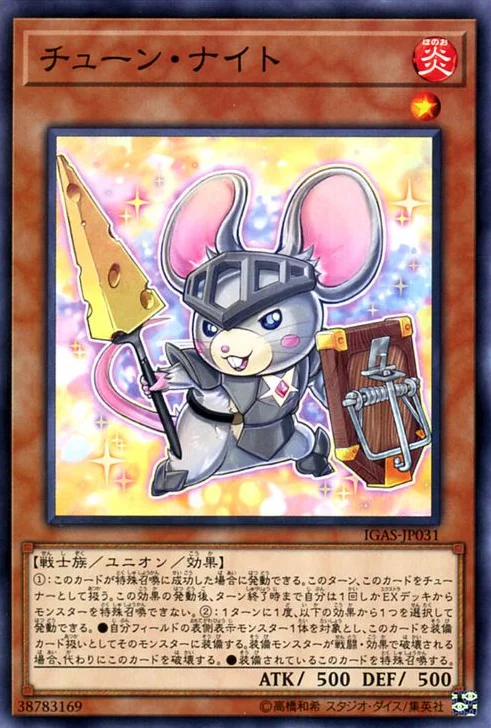 チューン・ナイト
炎
ほのお
IGAS-JP031
【戦士族／ユニオン／効果】
①：このカードが特殊召喚に成功した場合に発動できる。このターン、このカードをチュー
ナーとして扱う。この効果の発動後、ターン終了時まで自分は1回しかEXデッキから
モンスターを特殊召喚できない。②：1ターンに1度、以下の効果から1つを選択して
発動できる。●自分フィールドの表側表示モンスター1体を対象とし、このカードを装備
カード扱いとしてそのモンスターに装備する。装備モンスターが戦闘・効果で破壊される
場合、代わりにこのカードを破壊する。●装備されているこのカードを特殊召喚する。
ATK/ 500 DEF/ 500
38783169
©高橋和希 スタジオ・ダイス/集英社